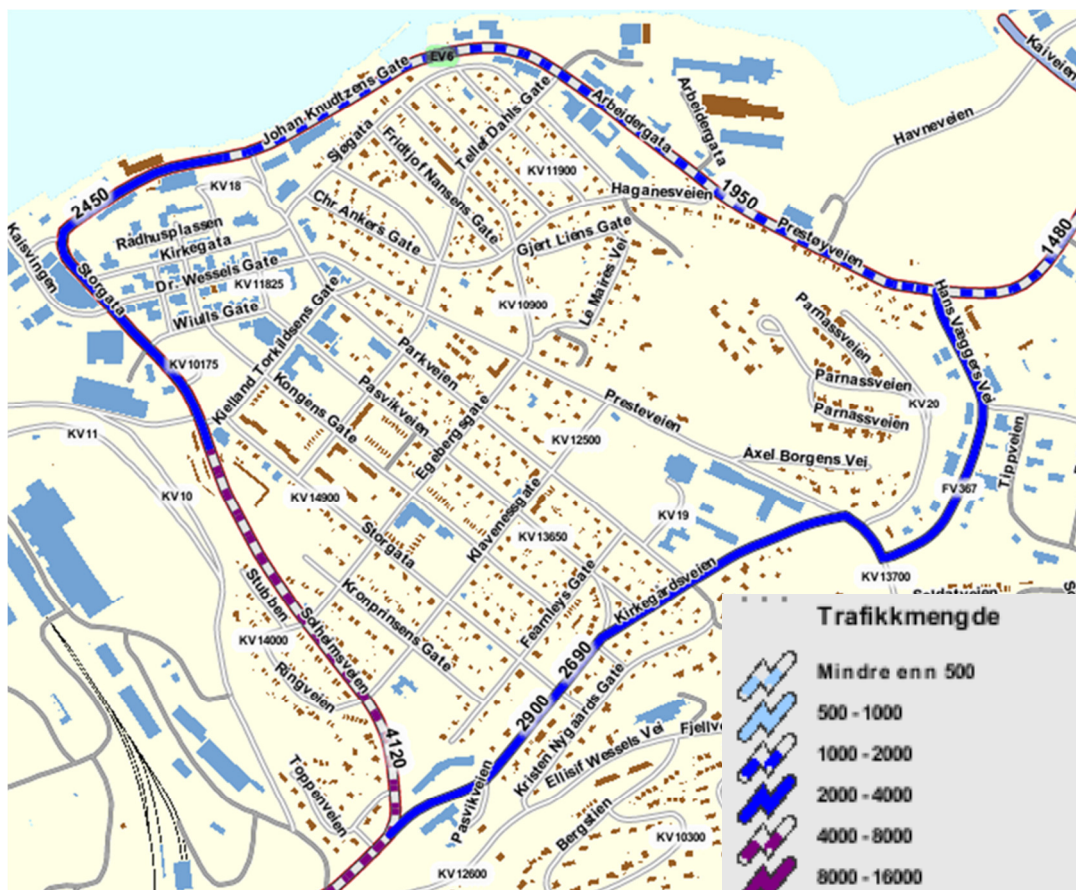 Kaiveien
EV6
Johan Knudtzens Gate
Arbeidergata
Arbeidergata
Havneveien
Sjøgata
Tellef Dahls Gate
Fridtjof Nansens Gate
KV11900
KV18
Haganesveien
1950
2450
Chr Ankers Gate
Rådhusplassen
Kirkegata
Gjert Liens Gate
Prestøyveien
1480
Kaisvingen
Storgata
Dr. Wessels Gate
KV11825
Le Maires Vei
Wiulls Gate
KV10900
Hans Væggers Vei
Parnassveien
Kjelland Torkildsens Gate
Parkveien
KV10175
Kongens Gate
Pasvikveien
Presteveien
Parnassveien
KV20
Parnassveien
KV11
Egebergsgate
KV12500
Axel Borgens Vei
Tippveien
KV10
KV14900
FV367
Klavenessgate
KV19
Storgata
KV13650
Stubben
Kronprinsens Gate
Fearnleys Gate
Kirkegårdsveien
KV13700
Soldatveien
KV14000
Solheimsveien
Ringveien
2690
2900
4120
Kristen Nygaards Gate
Ellisif Wessels Vei
Fjellv
Toppenveien
Pasvikveien
Bergstien
KV10300
KV12600
Trafikkmengde
Mindre enn 500
500 - 1000
1000 - 2000
2000 - 4000
4000 - 8000
8000 - 16000